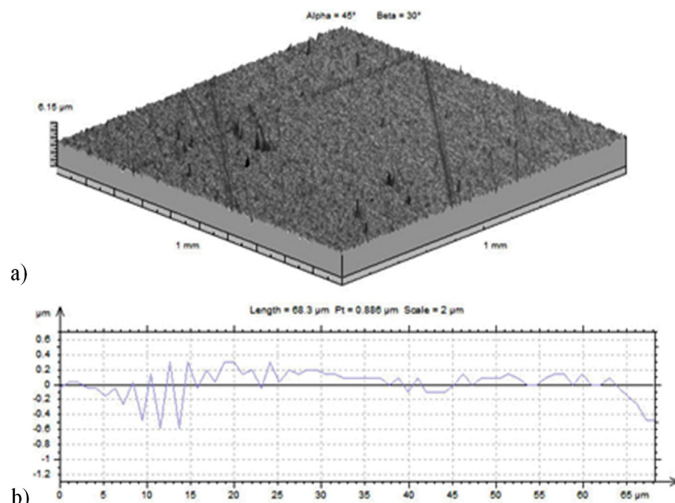 Alpha = 45° Beta = 30°
6.15 µm
1 mm 1 mm
a)
µm Length = 68.3 µm Pt = 0.886 µm Scale = 2 µm
0.6
0.4
0.2
0
-0.2
-0.4
-0.6
-0.8
-1
-1.2
0 5 10 15 20 25 30 35 40 45 50 55 60 65 µm
b)